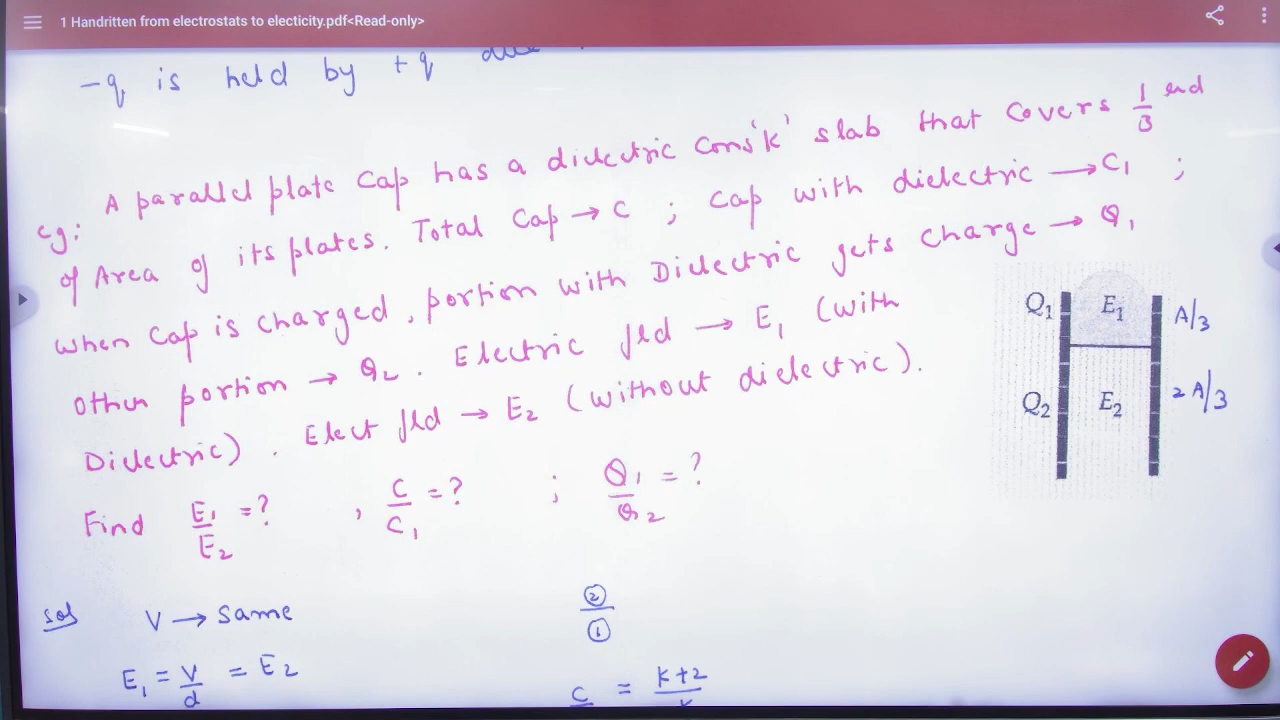 1 Handritten from electrostats to electicity.pdf<Read-only>
-q is held by +q due
eg: A parallel plate Cap has a dielectric Cons 'k' slab that Covers 1/3 erd
of Area of its plates. Total Cap → C ; Cap with dielectric → C₁ ;
when Cap is charged, portion with Dielectric gets charge → Q₁
Other portion → Q₂. Electric fld → E₁ (with
Dielectric). Elect fld → E₂ (without dielectric).
Find E₁/E₂ = ? , C/C₁ = ? ; Q₁/Q₂ = ?
Q₁ E₁ A/3
Q₂ E₂ 2A/3
Sol V → Same ②/①
E₁ = V/d = E₂
C = k+2